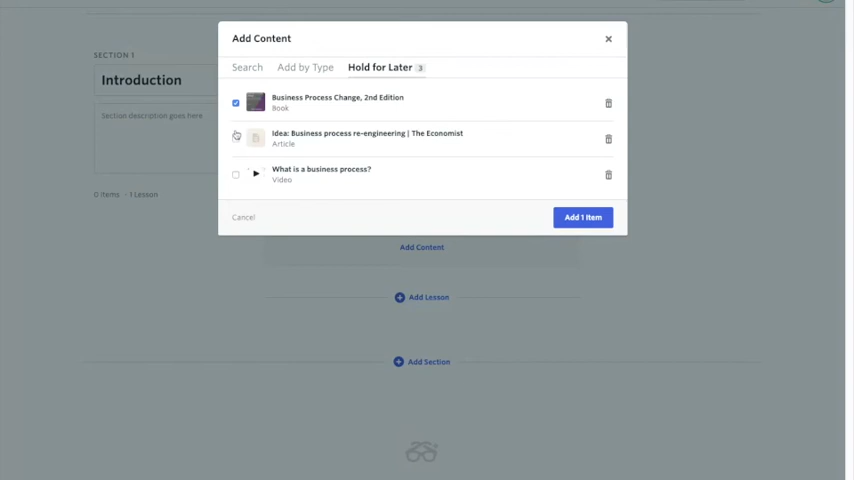 Add Content
Search Add by Type Hold for Later 3
SECTION 1
Introduction
Business Process Change, 2nd Edition
Book
Section description goes here
Idea: Business process re-engineering | The Economist
Article
What is a business process?
Video
0 Items · 1 Lesson
Cancel
Add 1 Item
Add Content
Add Lesson
Add Section